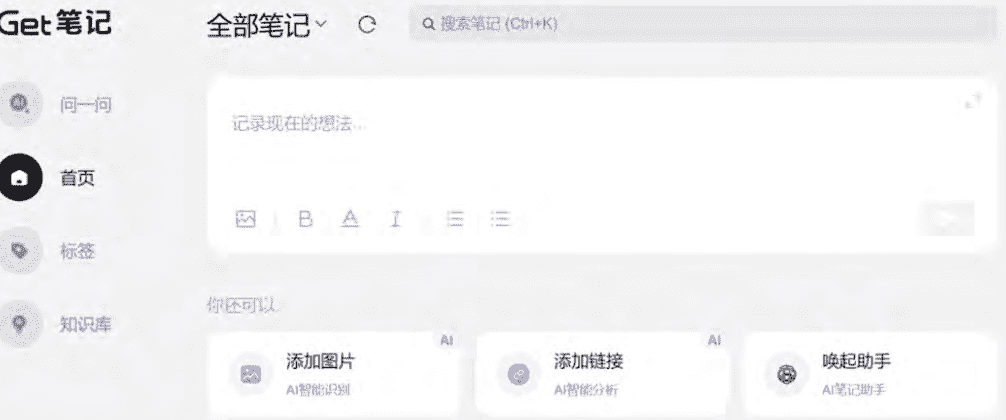 Get笔记
问一问
首页
标签
知识库
全部笔记
搜索笔记 (Ctrl+K)
记录现在的想法...
B A I
你还可以
AI
添加图片
AI智能识别
AI
添加链接
AI智能分析
唤起助手
AI笔记助手